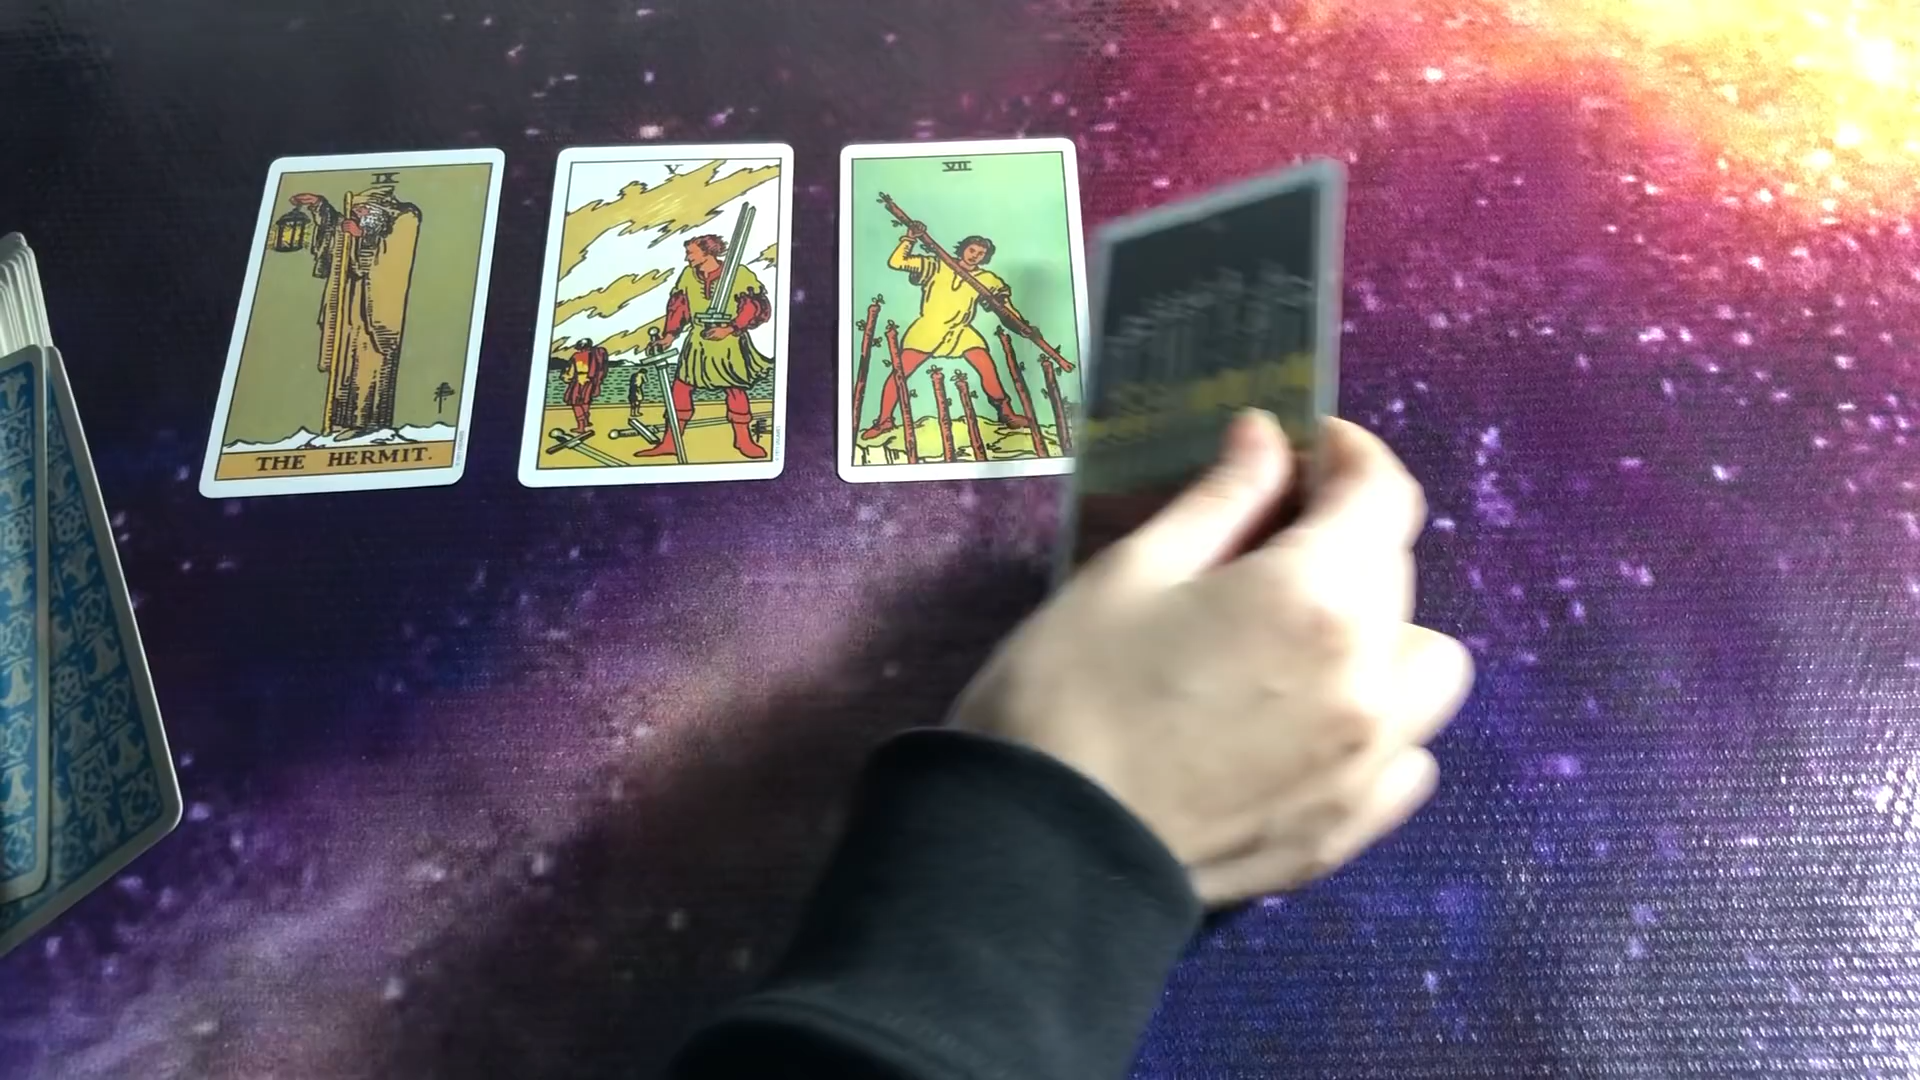 IX
THE HERMIT.
V
VII